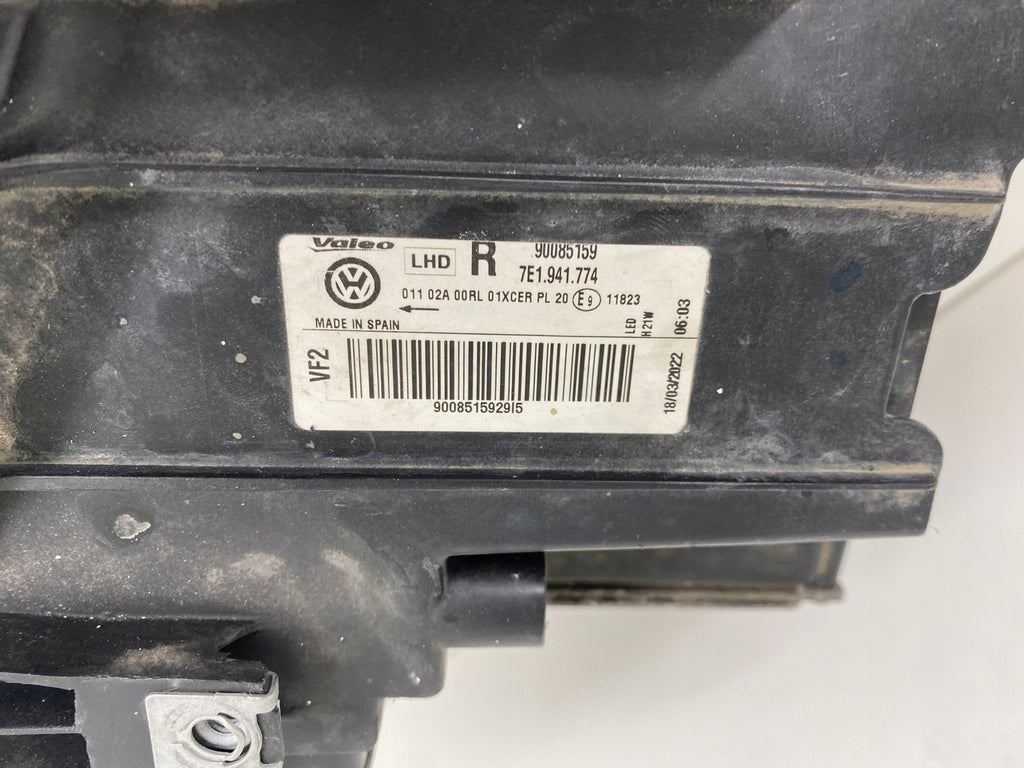 Valeo
LHD R 90085159
7E1.941.774
011 02A 00RL 01XCER PL 20 E9 11823
MADE IN SPAIN
LED
H21W
06:03
VF2
18/03/2022
9008515929I5